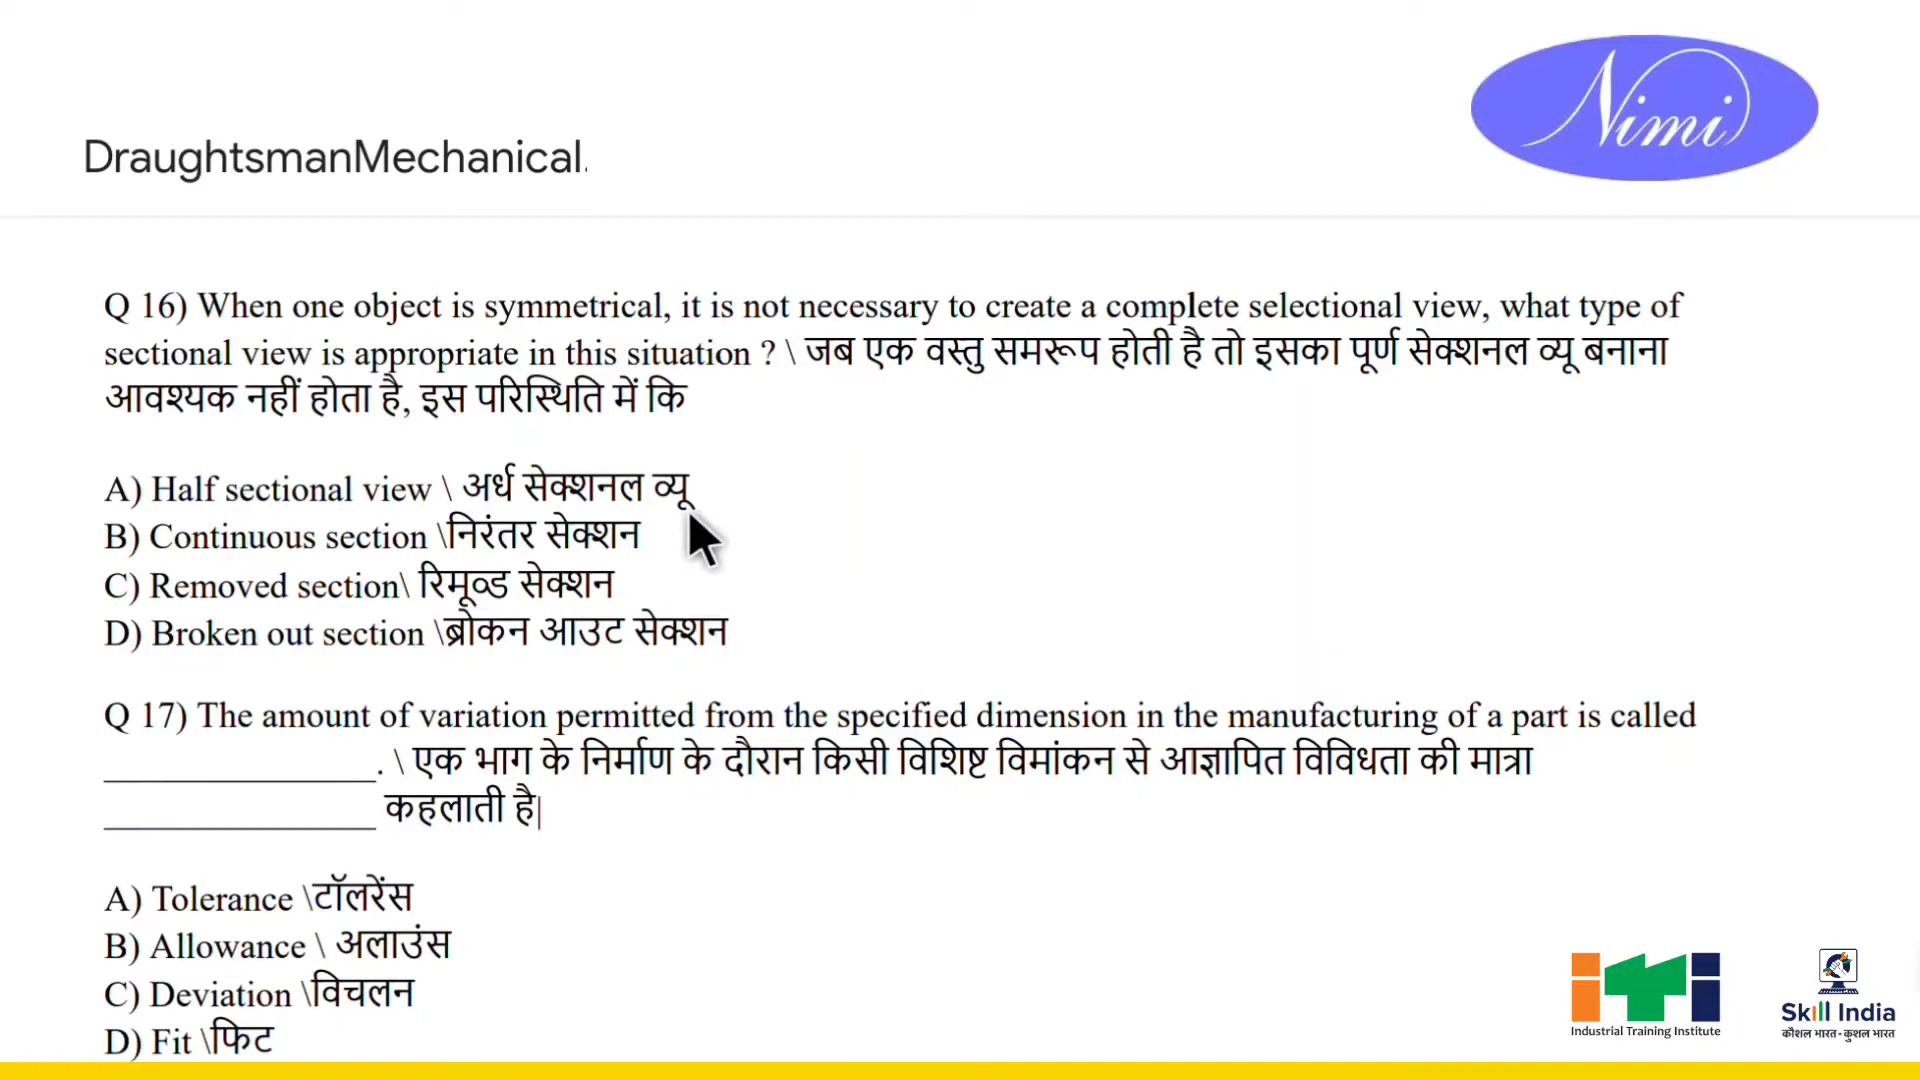 Nimi
DraughtsmanMechanical.
Q 16) When one object is symmetrical, it is not necessary to create a complete selectional view, what type of
sectional view is appropriate in this situation ? \ जब एक वस्तु समरूप होती है तो इसका पूर्ण सेक्शनल व्यू बनाना
आवश्यक नहीं होता है, इस परिस्थिति में कि
A) Half sectional view \ अर्ध सेक्शनल व्यू
B) Continuous section \निरंतर सेक्शन
C) Removed section\ रिमूव्ड सेक्शन
D) Broken out section \ब्रोकन आउट सेक्शन
Q 17) The amount of variation permitted from the specified dimension in the manufacturing of a part is called
_______________. \ एक भाग के निर्माण के दौरान किसी विशिष्ट विमांकन से आज्ञापित विविधता की मात्रा
_______________ कहलाती है|
A) Tolerance \टॉलरेंस
B) Allowance \ अलाउंस
C) Deviation \विचलन
D) Fit \फिट
iTi
Industrial Training Institute
Skill India
कौशल भारत - कुशल भारत